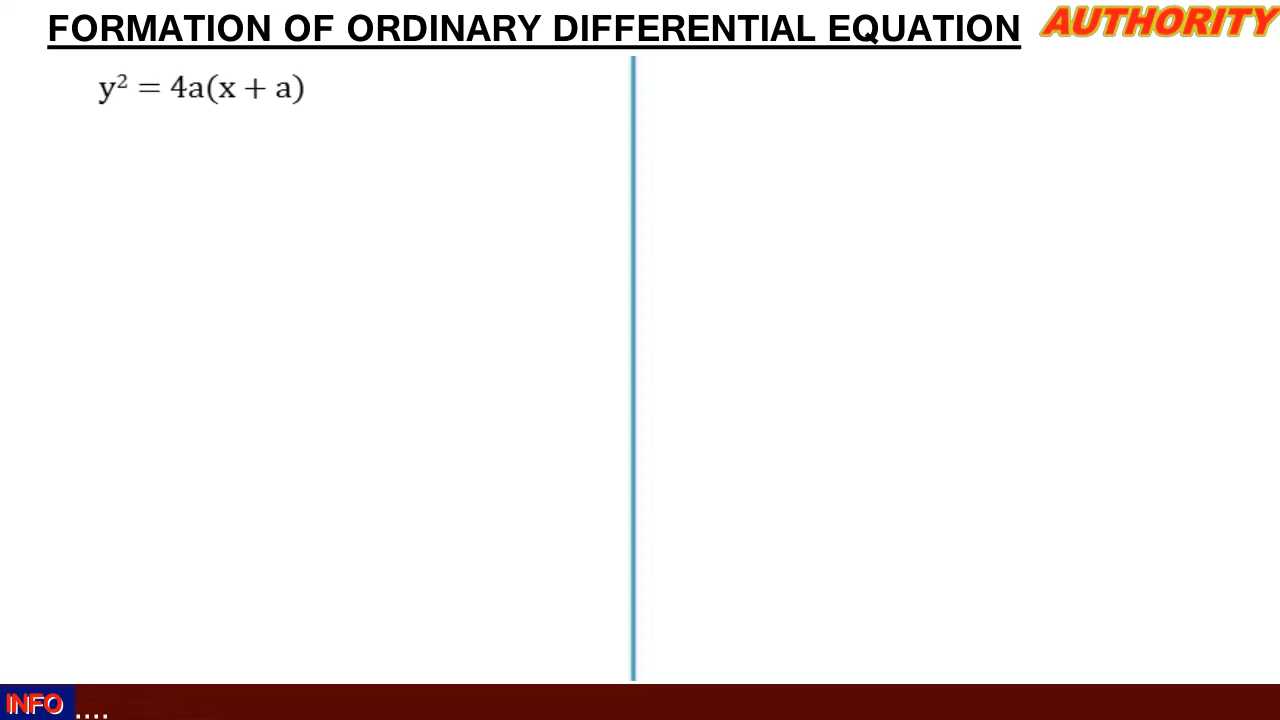 FORMATION OF ORDINARY DIFFERENTIAL EQUATION
AUTHORITY
y² = 4a(x + a)
INFO
....